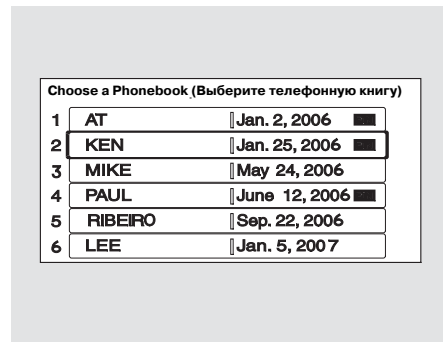 Choose a Phonebook (Выберите телефонную книгу)
1 AT Jan. 2, 2006
2 KEN Jan. 25, 2006
3 MIKE May 24, 2006
4 PAUL June 12, 2006
5 RIBEIRO Sep. 22, 2006
6 LEE Jan. 5, 2007